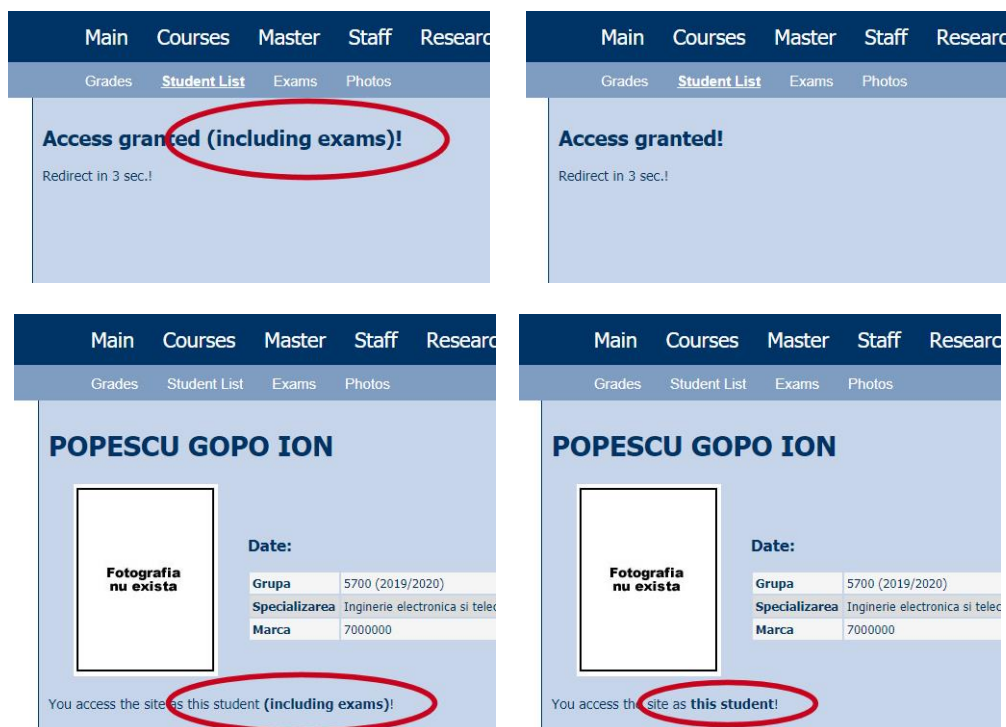 Main Courses Master Staff Researc
Grades Student List Exams Photos
Access granted (including exams)!
Redirect in 3 sec.!
Main Courses Master Staff Researc
Grades Student List Exams Photos
Access granted!
Redirect in 3 sec.!
Main Courses Master Staff Researc
Grades Student List Exams Photos
POPESCU GOPO ION
Fotografia
nu exista
Date:
Grupa 5700 (2019/2020)
Specializarea Inginerie electronica si telec
Marca 7000000
You access the site as this student (including exams)!
Main Courses Master Staff Researc
Grades Student List Exams Photos
POPESCU GOPO ION
Fotografia
nu exista
Date:
Grupa 5700 (2019/2020)
Specializarea Inginerie electronica si telec
Marca 7000000
You access the site as this student!